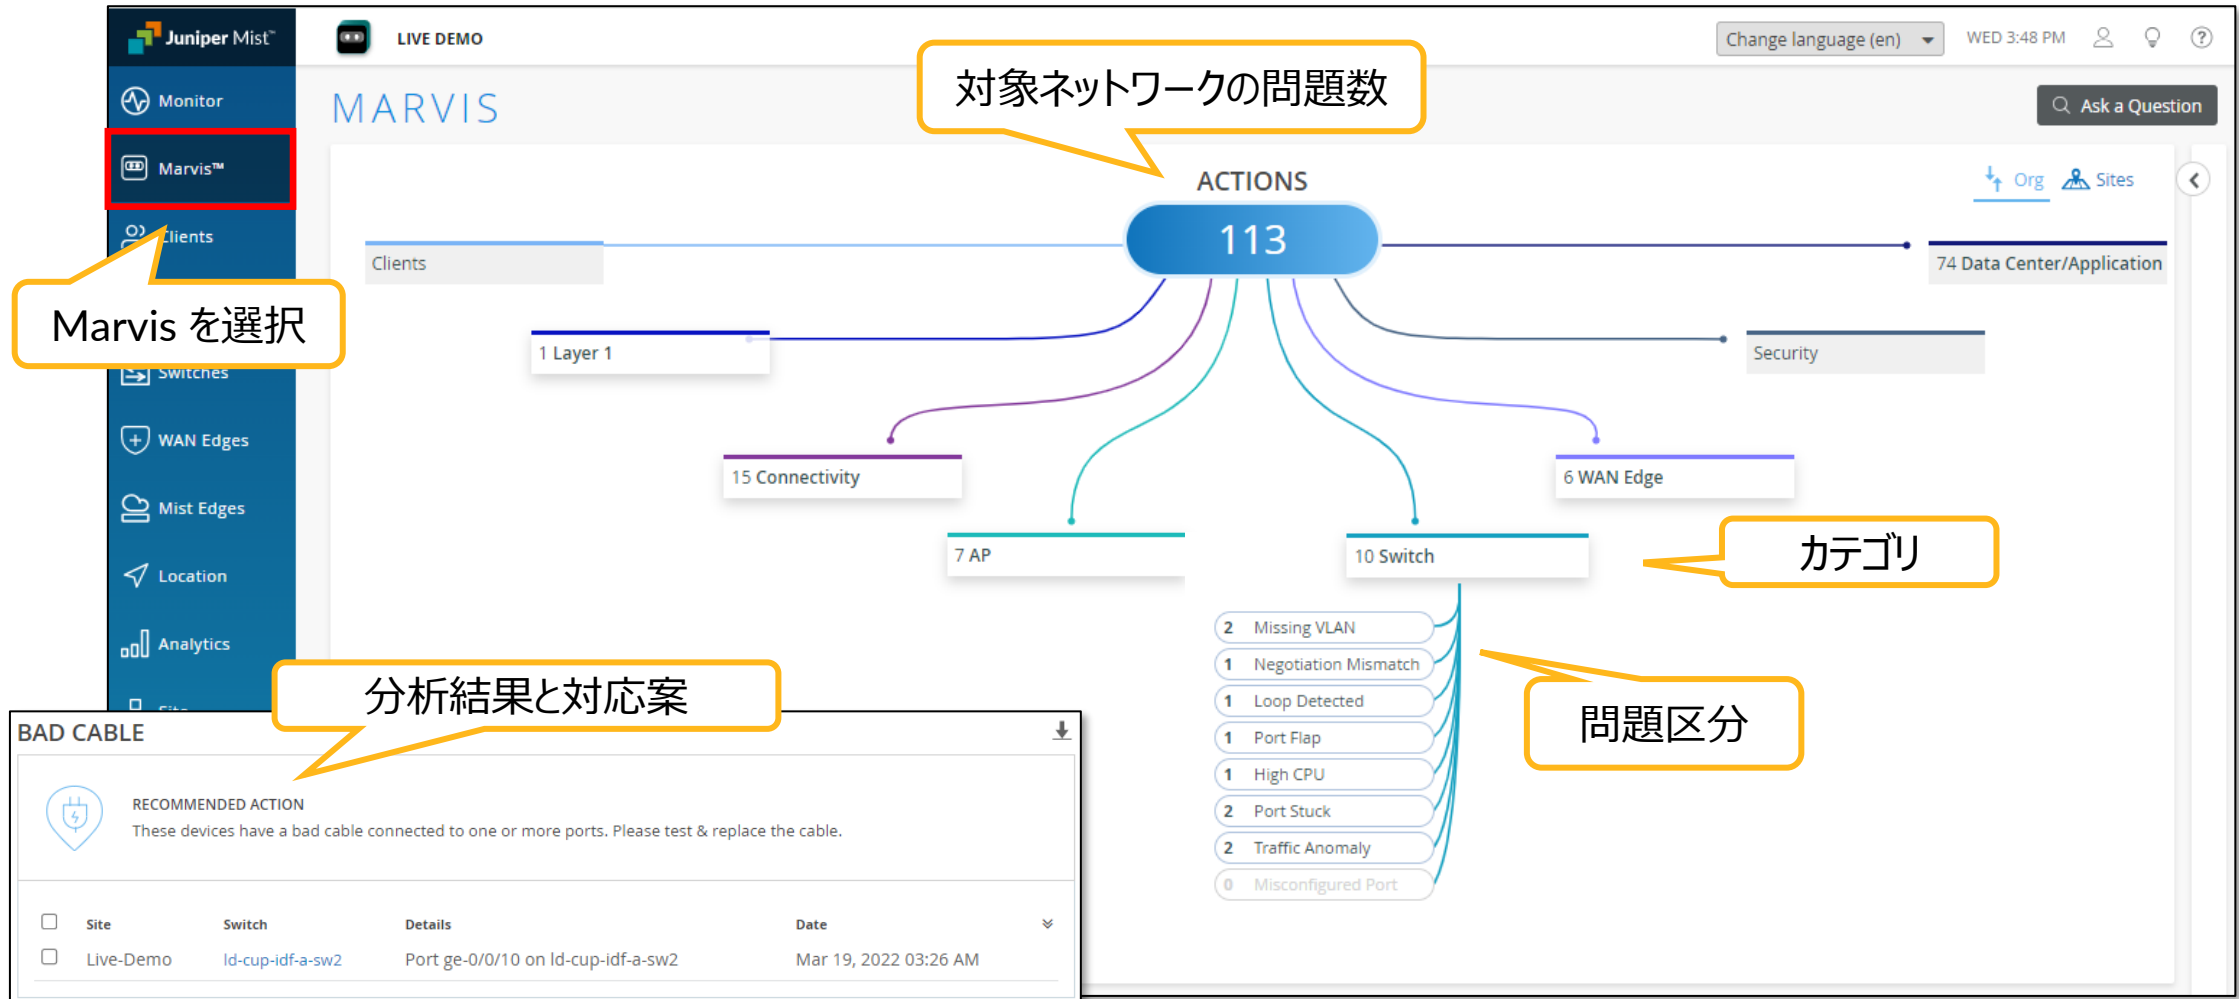 Juniper Mist™
LIVE DEMO
Change language (en)
WED 3:48 PM
対象ネットワークの問題数
Monitor
MARVIS
Ask a Question
Marvis™
ACTIONS
Org
Sites
113
Clients
Clients
74 Data Center/Application
Marvis を選択
1 Layer 1
Security
Switches
WAN Edges
15 Connectivity
6 WAN Edge
Mist Edges
7 AP
10 Switch
カテゴリ
Location
2 Missing VLAN
Analytics
1 Negotiation Mismatch
分析結果と対応案
1 Loop Detected
問題区分
Site
BAD CABLE
1 Port Flap
1 High CPU
RECOMMENDED ACTION
2 Port Stuck
These devices have a bad cable connected to one or more ports. Please test & replace the cable.
2 Traffic Anomaly
0 Misconfigured Port
Site Switch Details Date
Live-Demo ld-cup-idf-a-sw2 Port ge-0/0/10 on ld-cup-idf-a-sw2 Mar 19, 2022 03:26 AM